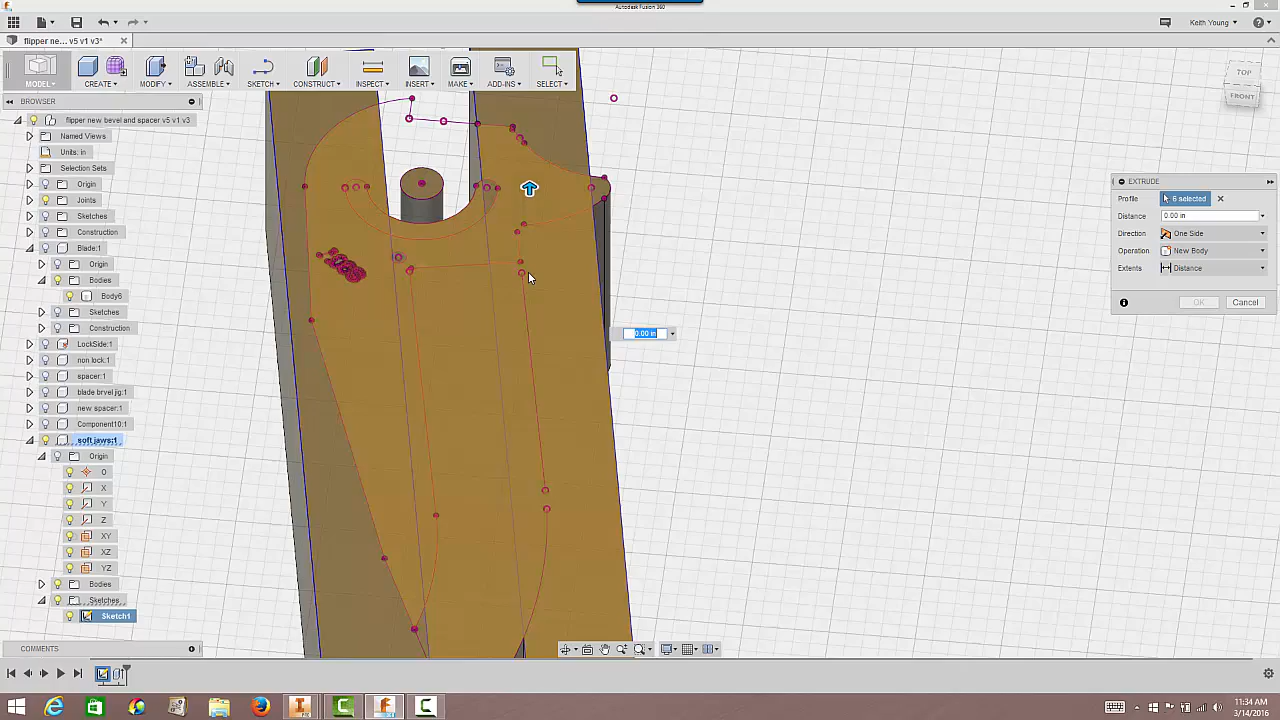 Autodesk Fusion 360
Keith Young
flipper ne... v5 v1 v3*
MODEL
CREATE
MODIFY
ASSEMBLE
SKETCH
CONSTRUCT
INSPECT
INSERT
MAKE
ADD-INS
SELECT
TOP
FRONT
BROWSER
flipper new bevel and spacer v5 v1 v3
Named Views
Units: in
Selection Sets
Origin
Joints
Sketches
Construction
Blade:1
Origin
Bodies
Body6
Sketches
Construction
non lock:1
spacer:1
blade brvel jig:1
new spacer:1
Component10:1
soft jaws:1
Origin
O
X
Y
Z
XY
XZ
YZ
Bodies
Sketches
Sketch1
COMMENTS
EXTRUDE
Profile
6 selected
Distance
0.00 in
Direction
One Side
Operation
New Body
Extents
Distance
OK
Cancel
0.00 in
11:34 AM
3/14/2016